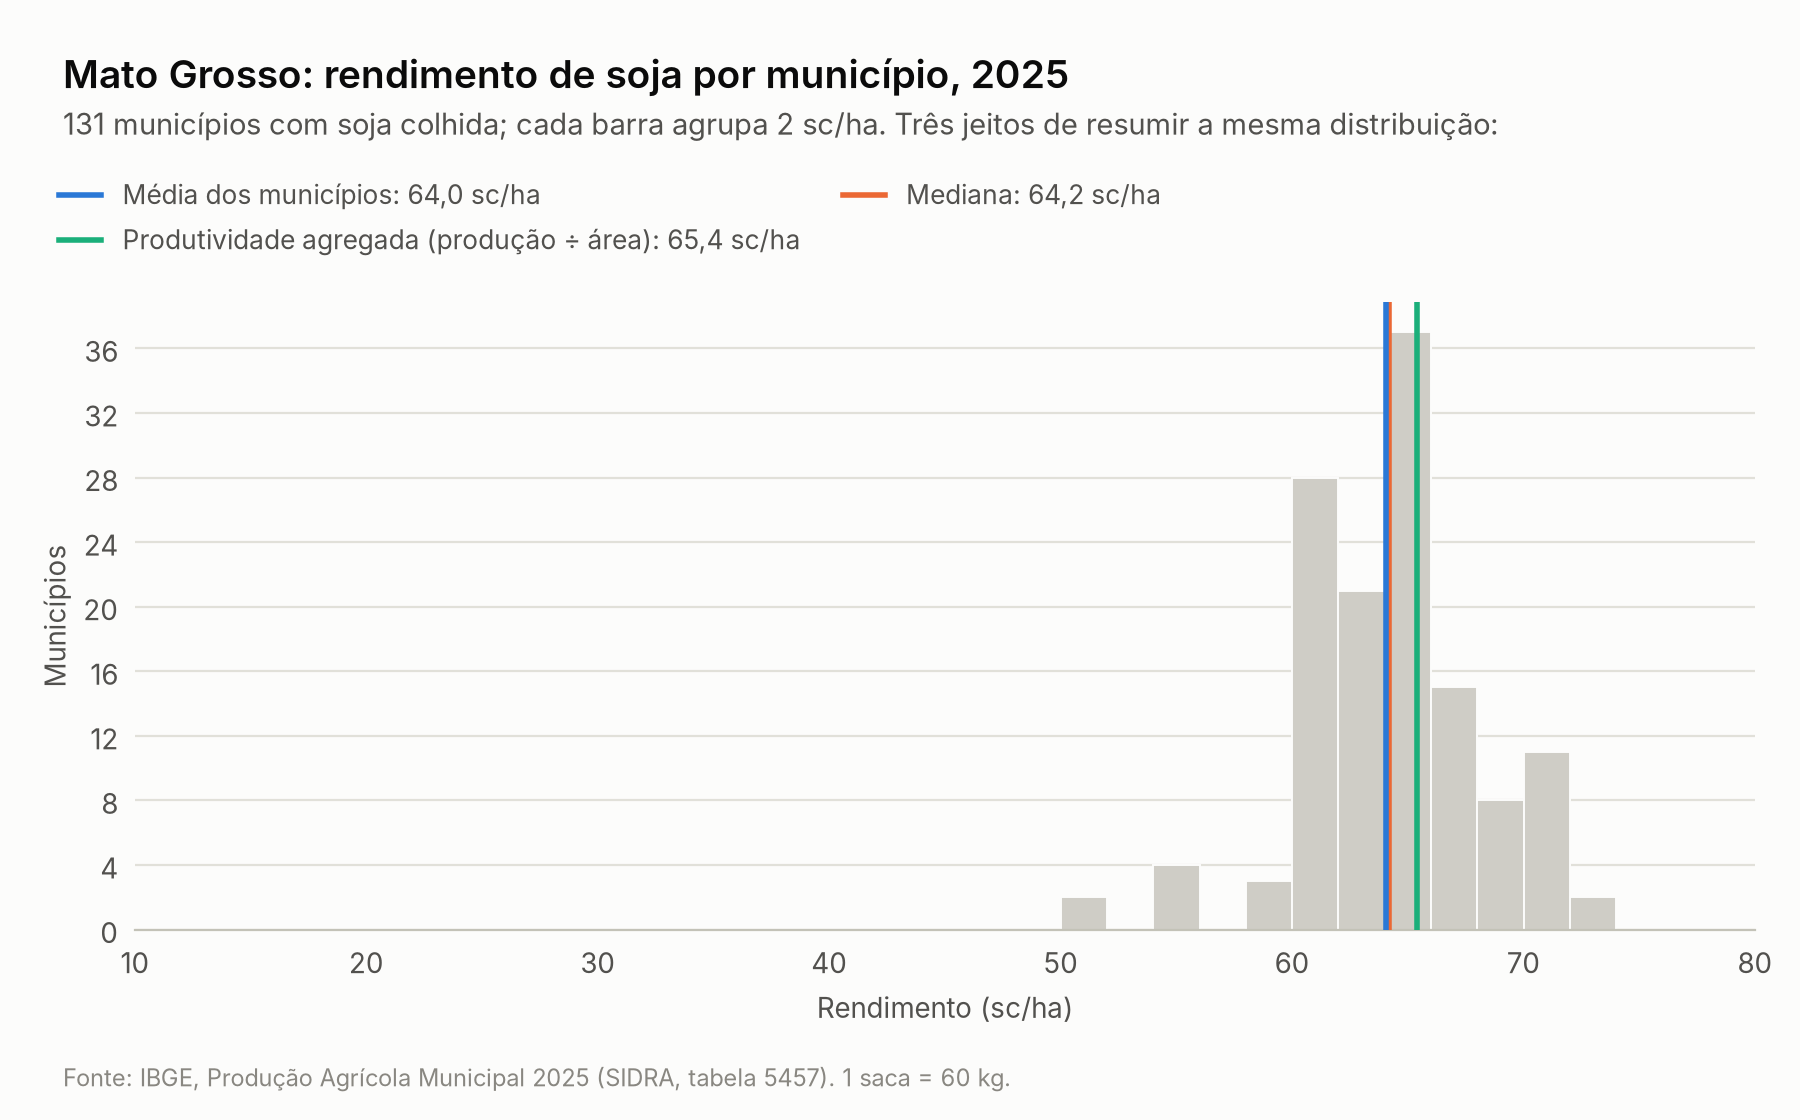 Mato Grosso: rendimento de soja por município, 2025
131 municípios com soja colhida; cada barra agrupa 2 sc/ha. Três jeitos de resumir a mesma distribuição:
Média dos municípios: 64,0 sc/ha
Mediana: 64,2 sc/ha
Produtividade agregada (produção ÷ área): 65,4 sc/ha
Municípios
36
32
28
24
20
16
12
8
4
0
10 20 30 40 50 60 70 80
Rendimento (sc/ha)
Fonte: IBGE, Produção Agrícola Municipal 2025 (SIDRA, tabela 5457). 1 saca = 60 kg.